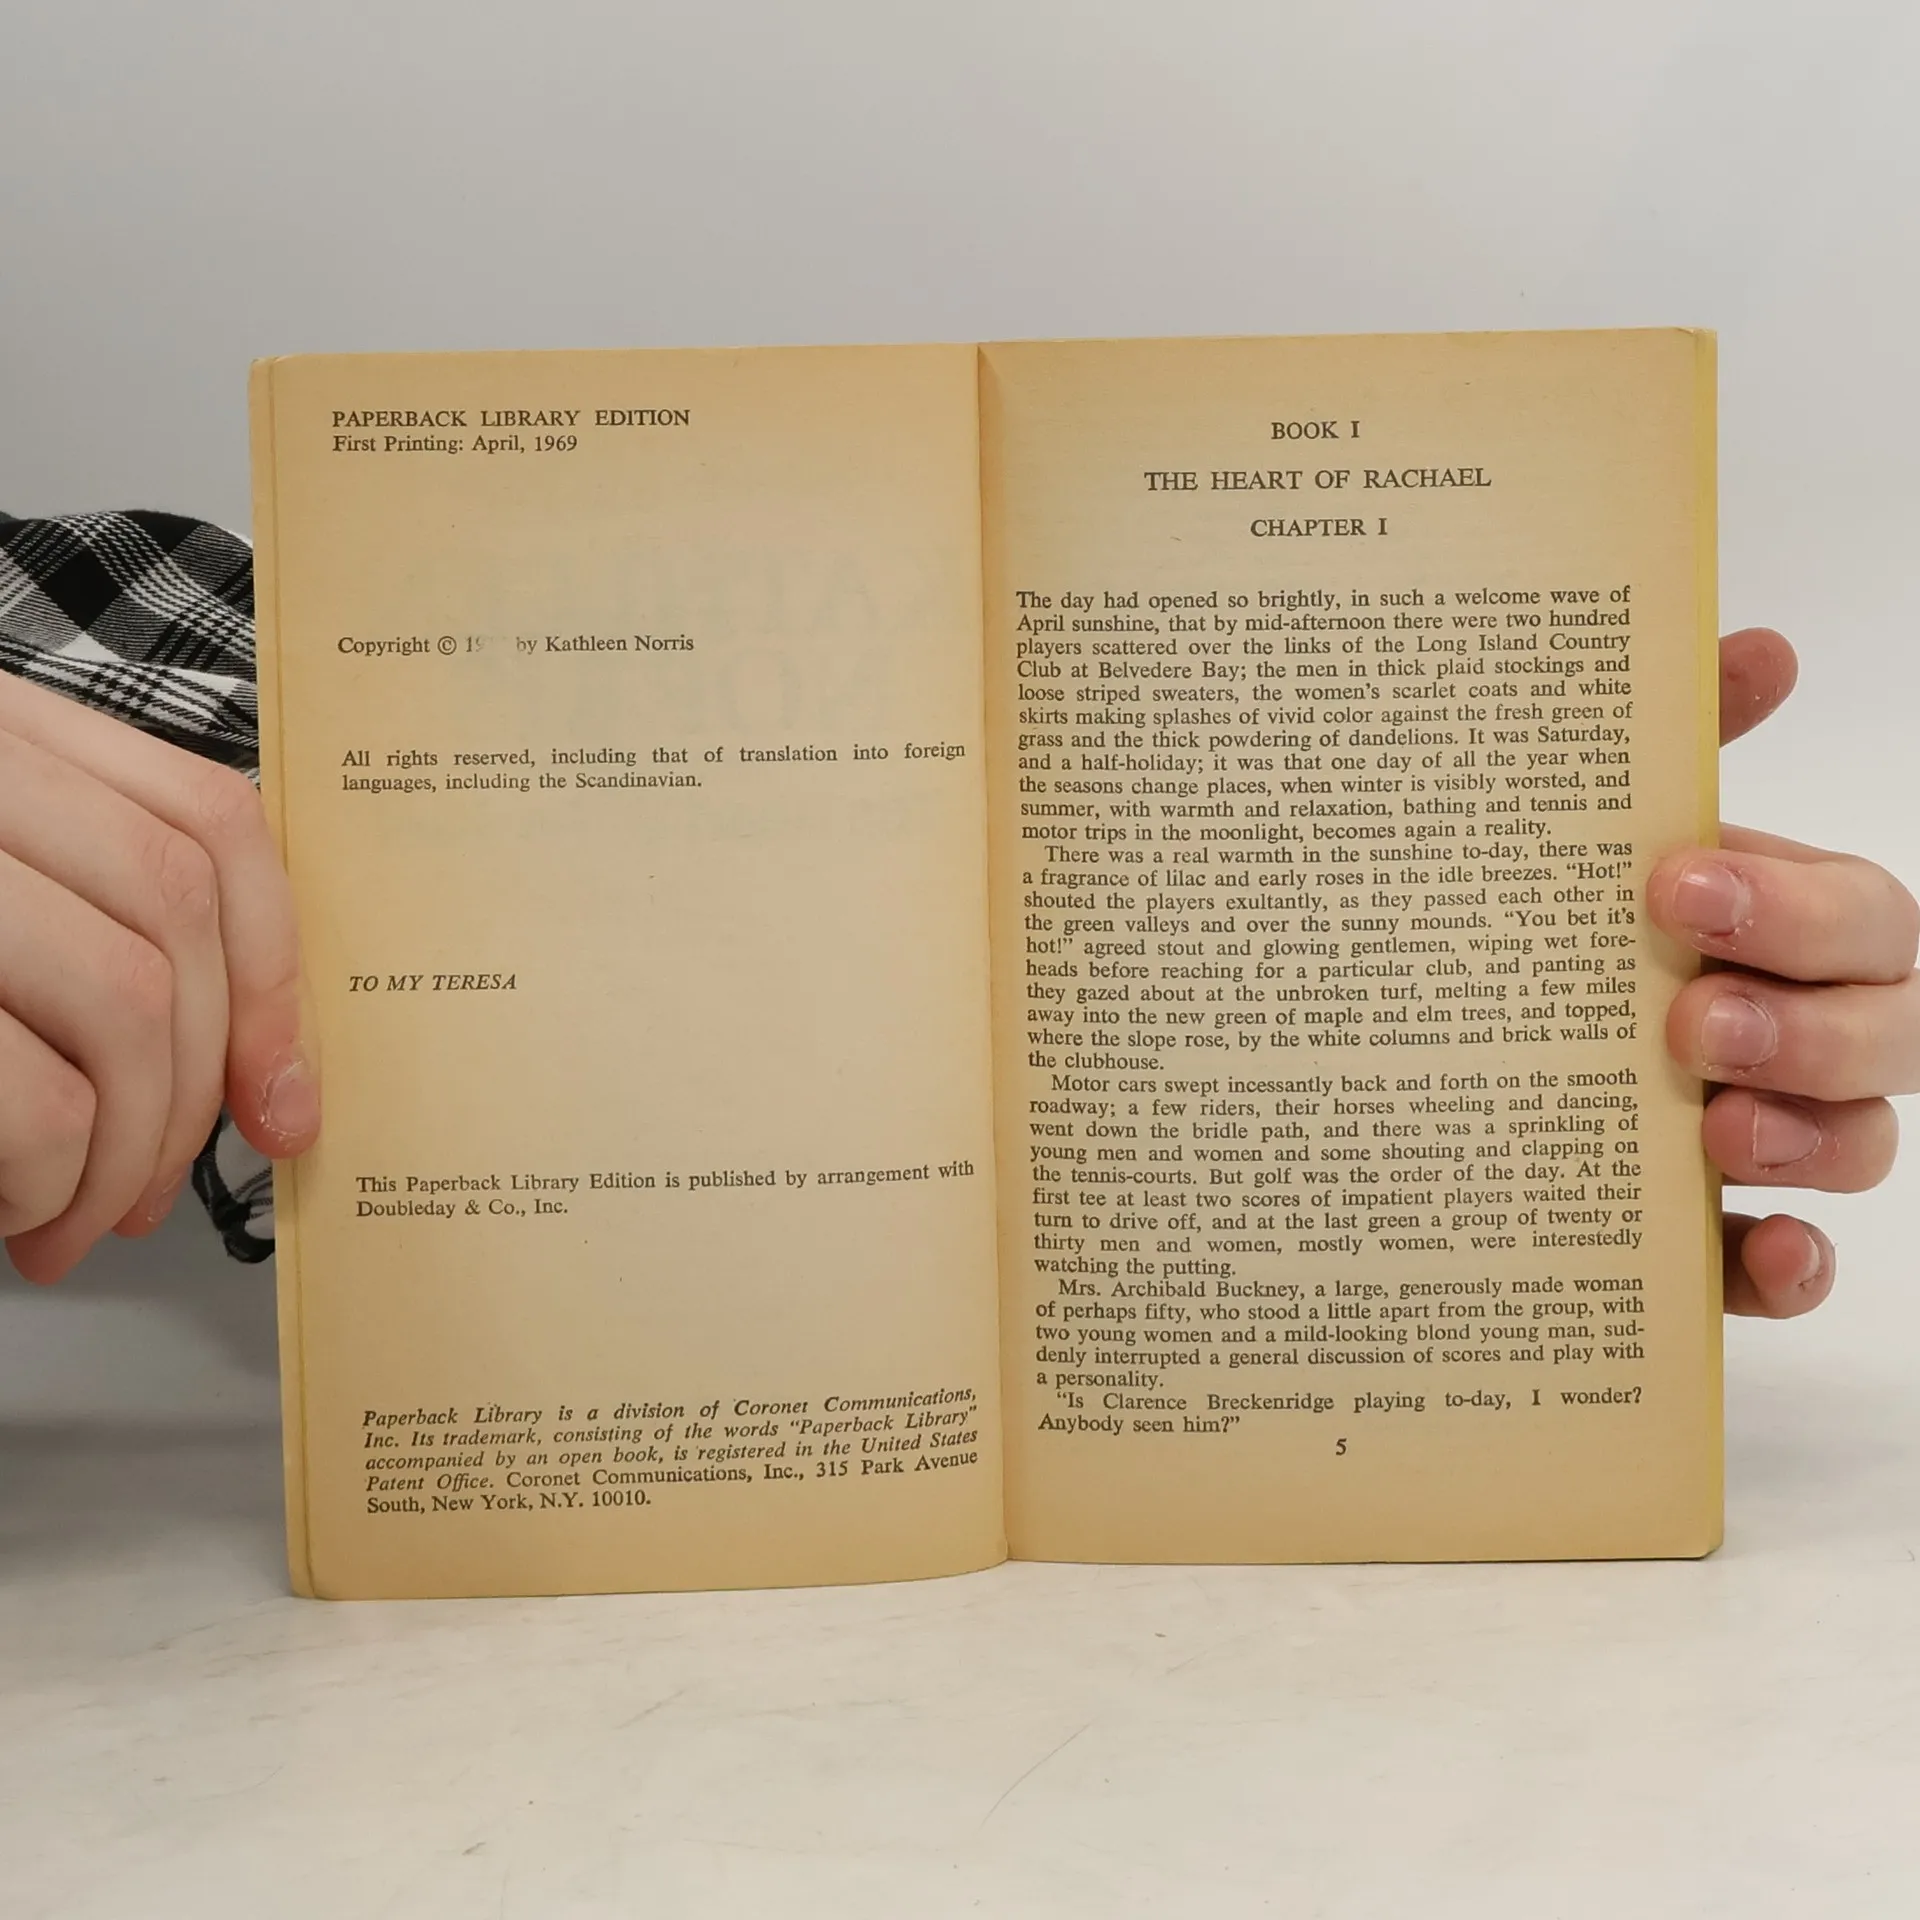 PAPERBACK LIBRARY EDITION
First Printing: April, 1969
Copyright © by Kathleen Norris
All rights reserved, including that of translation into foreign
languages, including the Scandinavian.
TO MY TERESA
This Paperback Library Edition is published by arrangement with
Doubleday & Co., Inc.
Paperback Library is a division of Coronet Communications,
Inc. Its trademark, consisting of the words "Paperback Library"
accompanied by an open book, is registered in the United States
Patent Office. Coronet Communications, Inc., 315 Park Avenue
South, New York, N.Y. 10010.
BOOK I
THE HEART OF RACHAEL
CHAPTER I
The day had opened so brightly, in such a welcome wave of
April sunshine, that by mid-afternoon there were two hundred
players scattered over the links of the Long Island Country
Club at Belvedere Bay; the men in thick plaid stockings and
loose striped sweaters, the women's scarlet coats and white
skirts making splashes of vivid color against the fresh green of
grass and the thick powdering of dandelions. It was Saturday,
and a half-holiday; it was that one day of all the year when
the seasons change places, when winter is visibly worsted, and
summer, with warmth and relaxation, bathing and tennis and
motor trips in the moonlight, becomes again a reality.
There was a real warmth in the sunshine to-day, there was
a fragrance of lilac and early roses in the idle breezes. "Hot!"
shouted the players exultantly, as they passed each other in
the green valleys and over the sunny mounds. "You bet it's
hot!" agreed stout and glowing gentlemen, wiping wet fore-
heads before reaching for a particular club, and panting as
they gazed about at the unbroken turf, melting a few miles
away into the new green of maple and elm trees, and topped,
where the slope rose, by the white columns and brick walls of
the clubhouse.
Motor cars swept incessantly back and forth on the smooth
roadway; a few riders, their horses wheeling and dancing,
went down the bridle path, and there was a sprinkling of
young men and women and some shouting and clapping on
the tennis-courts. But golf was the order of the day. At the
first tee at least two scores of impatient players waited their
turn to drive off, and at the last green a group of twenty or
thirty men and women, mostly women, were interestedly
watching the putting.
Mrs. Archibald Buckney, a large, generously made woman
of perhaps fifty, who stood a little apart from the group, with
two young women and a mild-looking blond young man, sud-
denly interrupted a general discussion of scores and play with
a personality.
"Is Clarence Breckenridge playing to-day, I wonder?
Anybody seen him?"
5